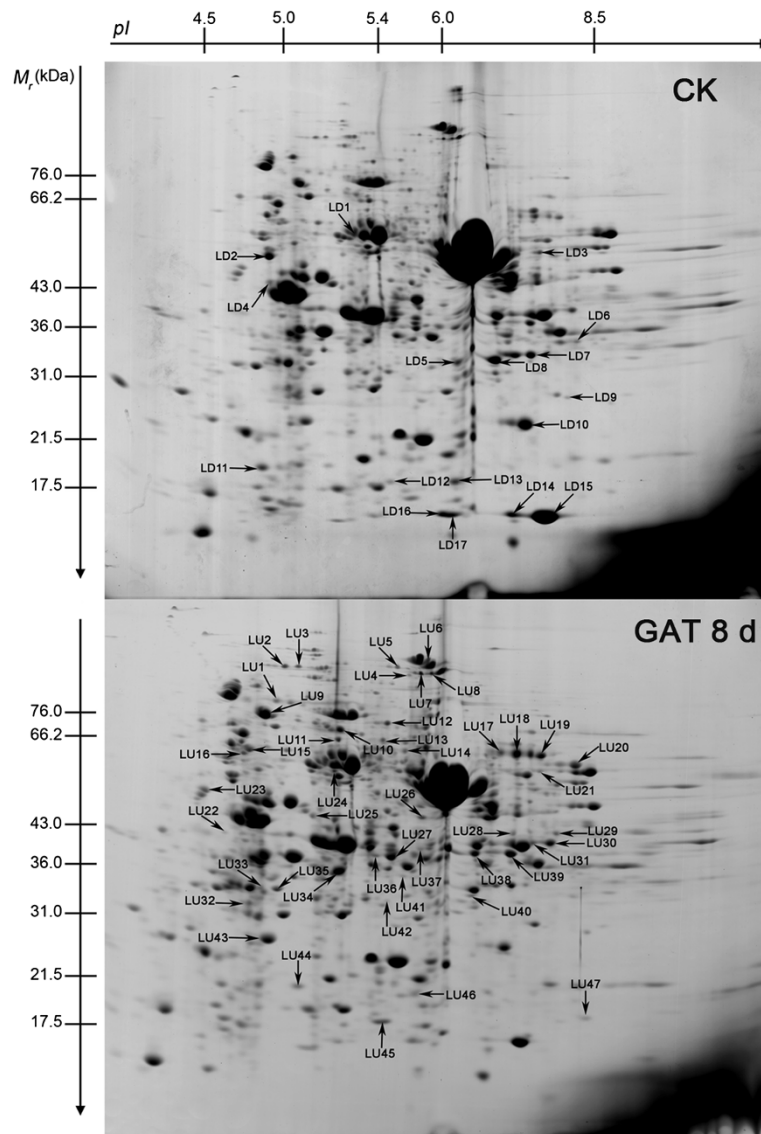 pI 4.5 5.0 5.4 6.0 8.5
Mr (kDa)
CK
76.0
66.2
LD1
LD2
LD3
43.0
LD4
LD6
36.0
LD5
LD8
LD7
31.0
LD9
LD10
21.5
LD11
LD12
LD13
17.5
LD14
LD15
LD16
LD17
GAT 8 d
LU6
LU2
LU3
LU5
LU1
LU4
LU8
LU9
LU7
76.0
LU12
LU17
LU18
LU19
66.2
LU11
LU13
LU16
LU15
LU10
LU14
LU20
LU23
LU24
LU21
LU26
LU22
LU25
43.0
LU28
LU29
LU27
LU30
LU31
36.0
LU33
LU35
LU36
LU37
LU38
LU39
LU34
LU41
LU32
LU40
31.0
LU42
LU43
LU44
21.5
LU46
LU47
17.5
LU45